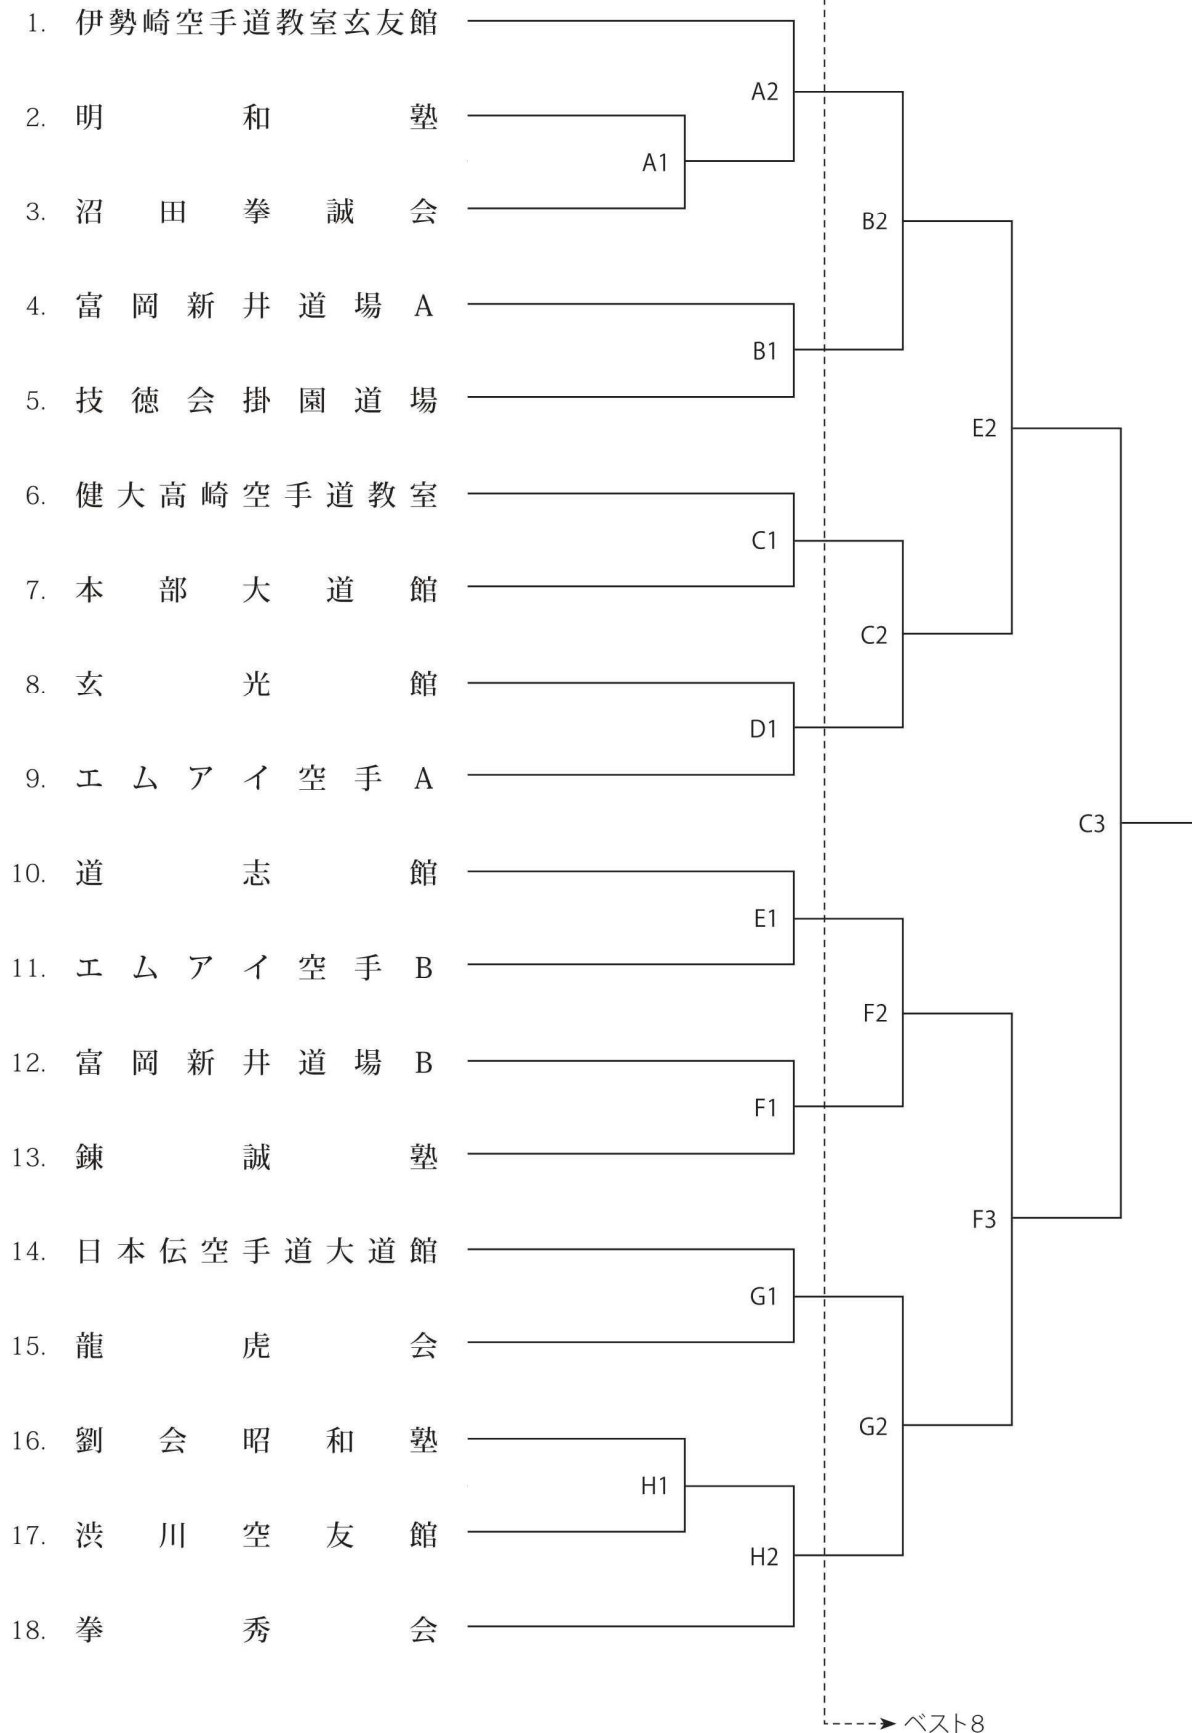 1. 伊勢崎空手道教室玄友館
2. 明和塾
3. 沼田拳誠会
4. 富岡新井道場A
5. 技徳会掛園道場
6. 健大高崎空手道教室
7. 本部大道館
8. 玄光館
9. エムアイ空手A
10. 道志館
11. エムアイ空手B
12. 富岡新井道場B
13. 錬誠塾
14. 日本伝空手道大道館
15. 龍虎会
16. 劉会昭和塾
17. 渋川空友館
18. 拳秀会
A1
H1
A2
B1
C1
D1
E1
F1
G1
H2
B2
C2
F2
G2
E2
F3
C3
ベスト8